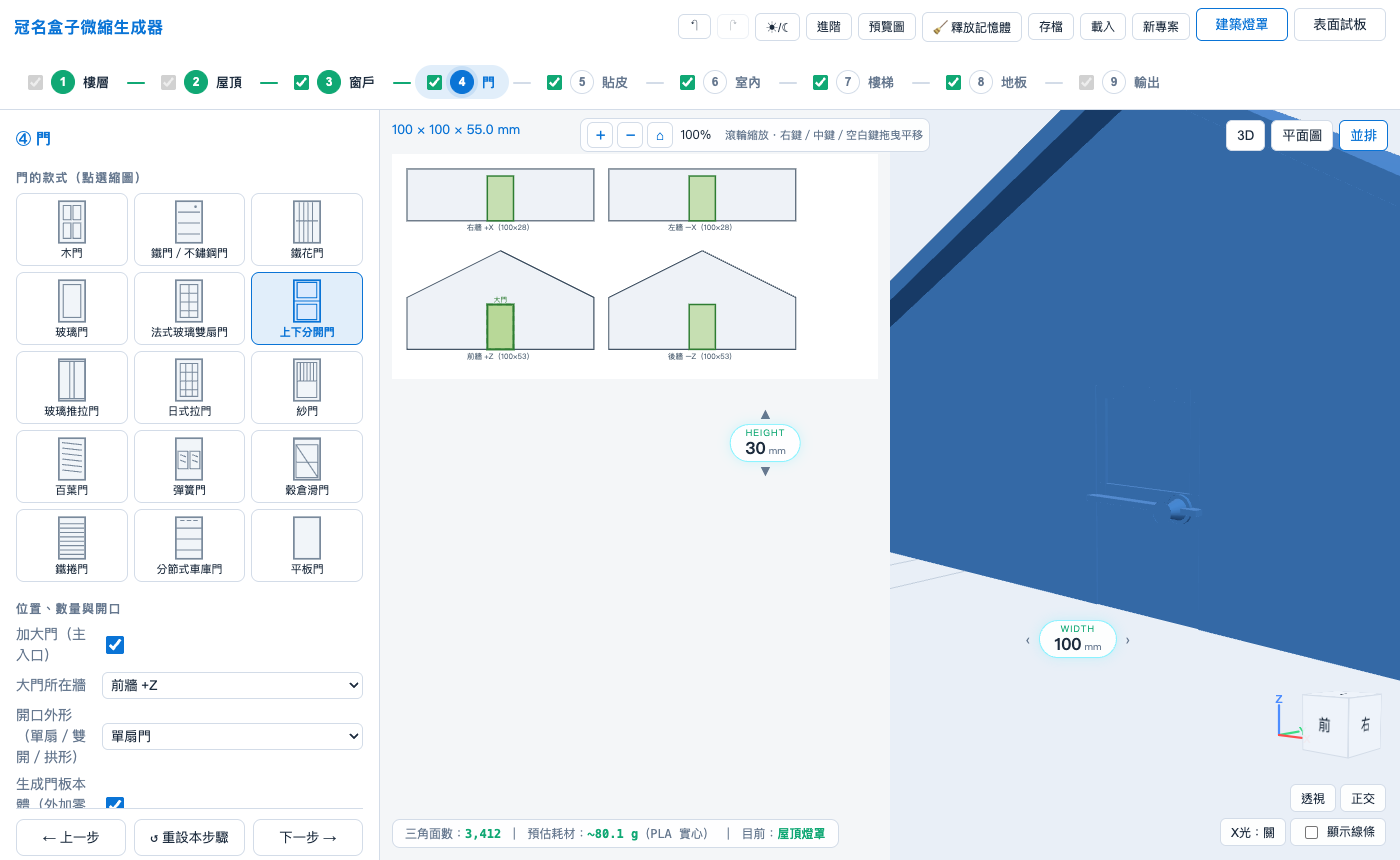 冠名盒子微縮生成器
☀/☾ 進階 預覽圖 🧹 釋放記憶體 存檔 載入 新專案 建築燈罩 表面試板
1 樓層 2 屋頂 3 窗戶 4 門 5 貼皮 6 室內 7 樓梯 8 地板 9 輸出
④ 門
門的款式（點選縮圖）
木門 鐵門 / 不鏽鋼門 鐵花門
玻璃門 法式玻璃雙扇門 上下分開門
玻璃推拉門 日式拉門 紗門
百葉門 彈簧門 穀倉滑門
鐵捲門 分節式車庫門 平板門
位置、數量與開口
加大門（主
入口）
大門所在牆 前牆 +Z
開口外形
（單扇 / 雙
開 / 拱形）
單扇門
生成門板本
體（外加零
← 上一步 ↺ 重設本步驟 下一步 →
100 × 100 × 55.0 mm
+ − ⌂ 100% 滾輪縮放 · 右鍵 / 中鍵 / 空白鍵拖曳平移
右牆 +X（100×28） 左牆 −X（100×28）
大門
前牆 +Z（100×53） 後牆 −Z（100×53）
▲
HEIGHT
30 mm
▼
三角面數：3,412 | 預估耗材：~80.1 g (PLA 實心) | 目前：屋頂燈罩
3D 平面圖 並排
WIDTH
‹ 100 mm ›
Z
前 右
透視 正交
X光：關 顯示線條